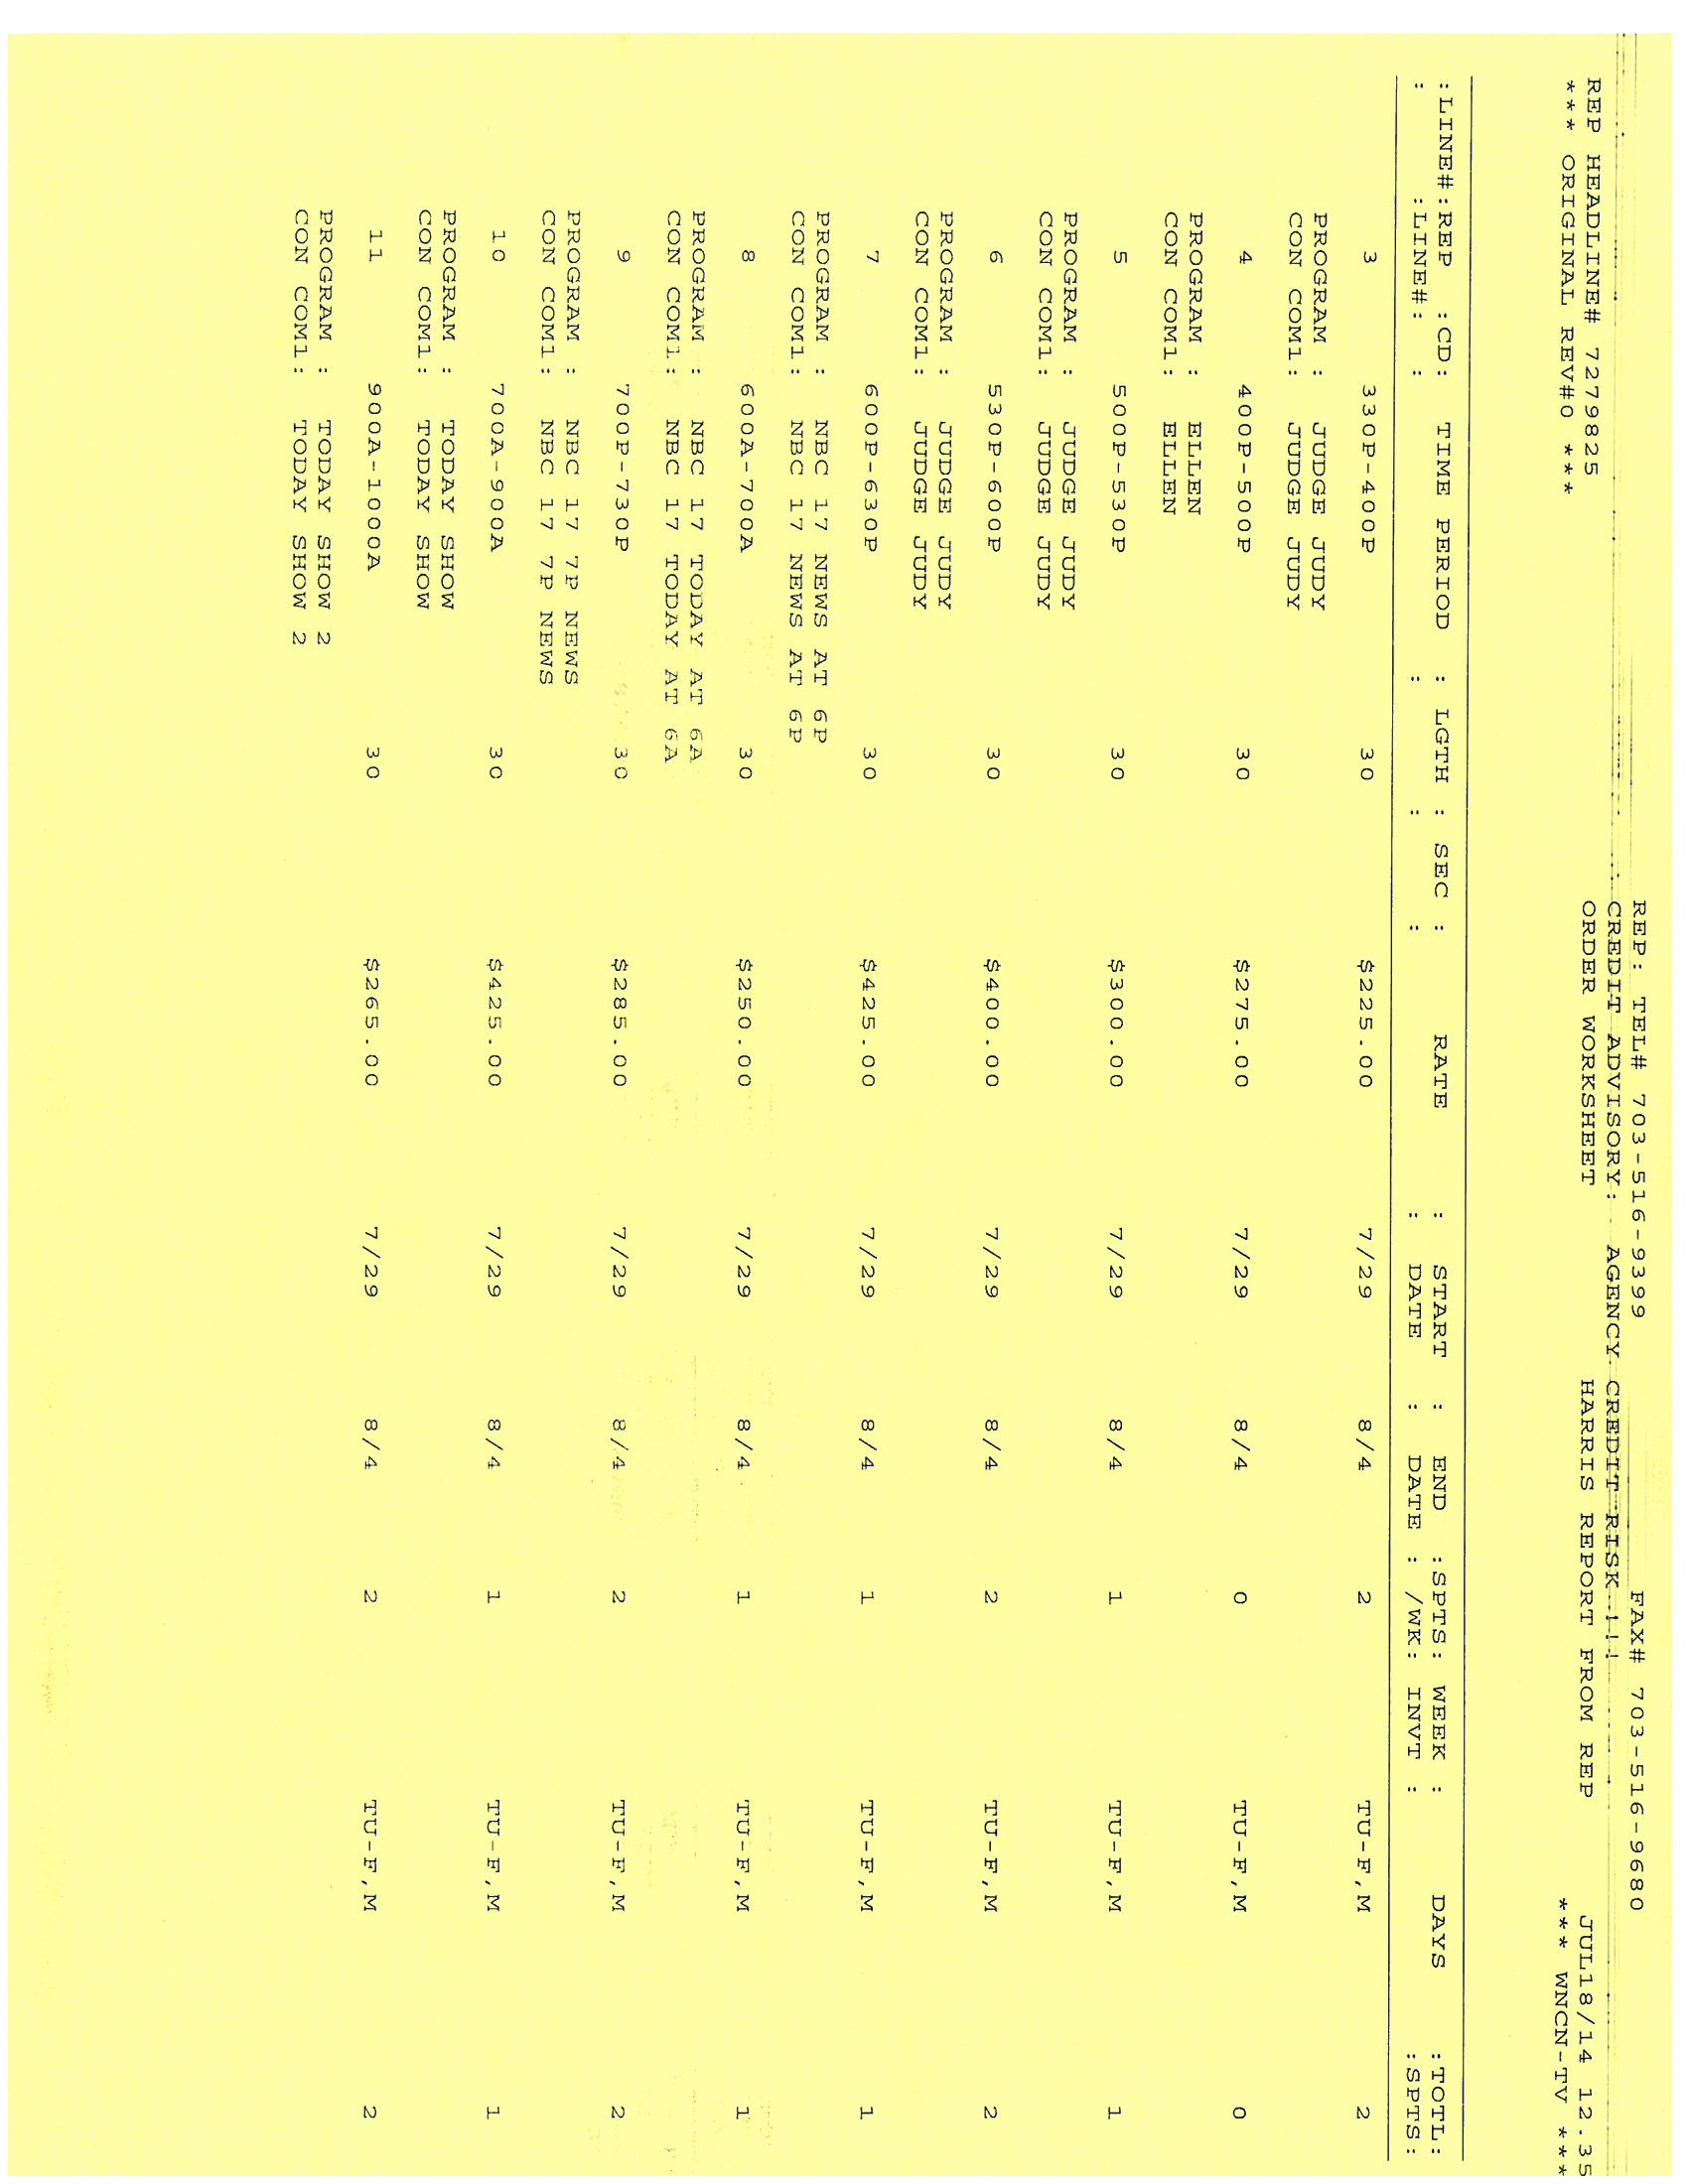 REP: TEL# 703-516-9399 FAX# 703-516-9680
CREDIT ADVISORY: AGENCY CREDIT RISK !!!
ORDER WORKSHEET HARRIS REPORT FROM REP JUL18/14 12.35
REP HEADLINE# 7279825
*** ORIGINAL REV#0 *** *** WNCN-TV ***
:LINE#:REP :CD: TIME PERIOD : LGTH : SEC : RATE : START : END :SPTS: WEEK : DAYS :TOTL:
: :LINE#: : : : : DATE : DATE : /WK: INVT : :SPTS:
3 330P-400P 30 $225.00 7/29 8/4 2 TU-F,M 2
PROGRAM : JUDGE JUDY
CON COM1: JUDGE JUDY
4 400P-500P 30 $275.00 7/29 8/4 0 TU-F,M 0
PROGRAM : ELLEN
CON COM1: ELLEN
5 500P-530P 30 $300.00 7/29 8/4 1 TU-F,M 1
PROGRAM : JUDGE JUDY
CON COM1: JUDGE JUDY
6 530P-600P 30 $400.00 7/29 8/4 2 TU-F,M 2
PROGRAM : JUDGE JUDY
CON COM1: JUDGE JUDY
7 600P-630P 30 $425.00 7/29 8/4 1 TU-F,M 1
PROGRAM : NBC 17 NEWS AT 6P
CON COM1: NBC 17 NEWS AT 6P
8 600A-700A 30 $250.00 7/29 8/4 1 TU-F,M 1
PROGRAM : NBC 17 TODAY AT 6A
CON COM1: NBC 17 TODAY AT 6A
9 700P-730P 30 $285.00 7/29 8/4 2 TU-F,M 2
PROGRAM : NBC 17 7P NEWS
CON COM1: NBC 17 7P NEWS
10 700A-900A 30 $425.00 7/29 8/4 1 TU-F,M 1
PROGRAM : TODAY SHOW
CON COM1: TODAY SHOW
11 900A-1000A 30 $265.00 7/29 8/4 2 TU-F,M 2
PROGRAM : TODAY SHOW 2
CON COM1: TODAY SHOW 2